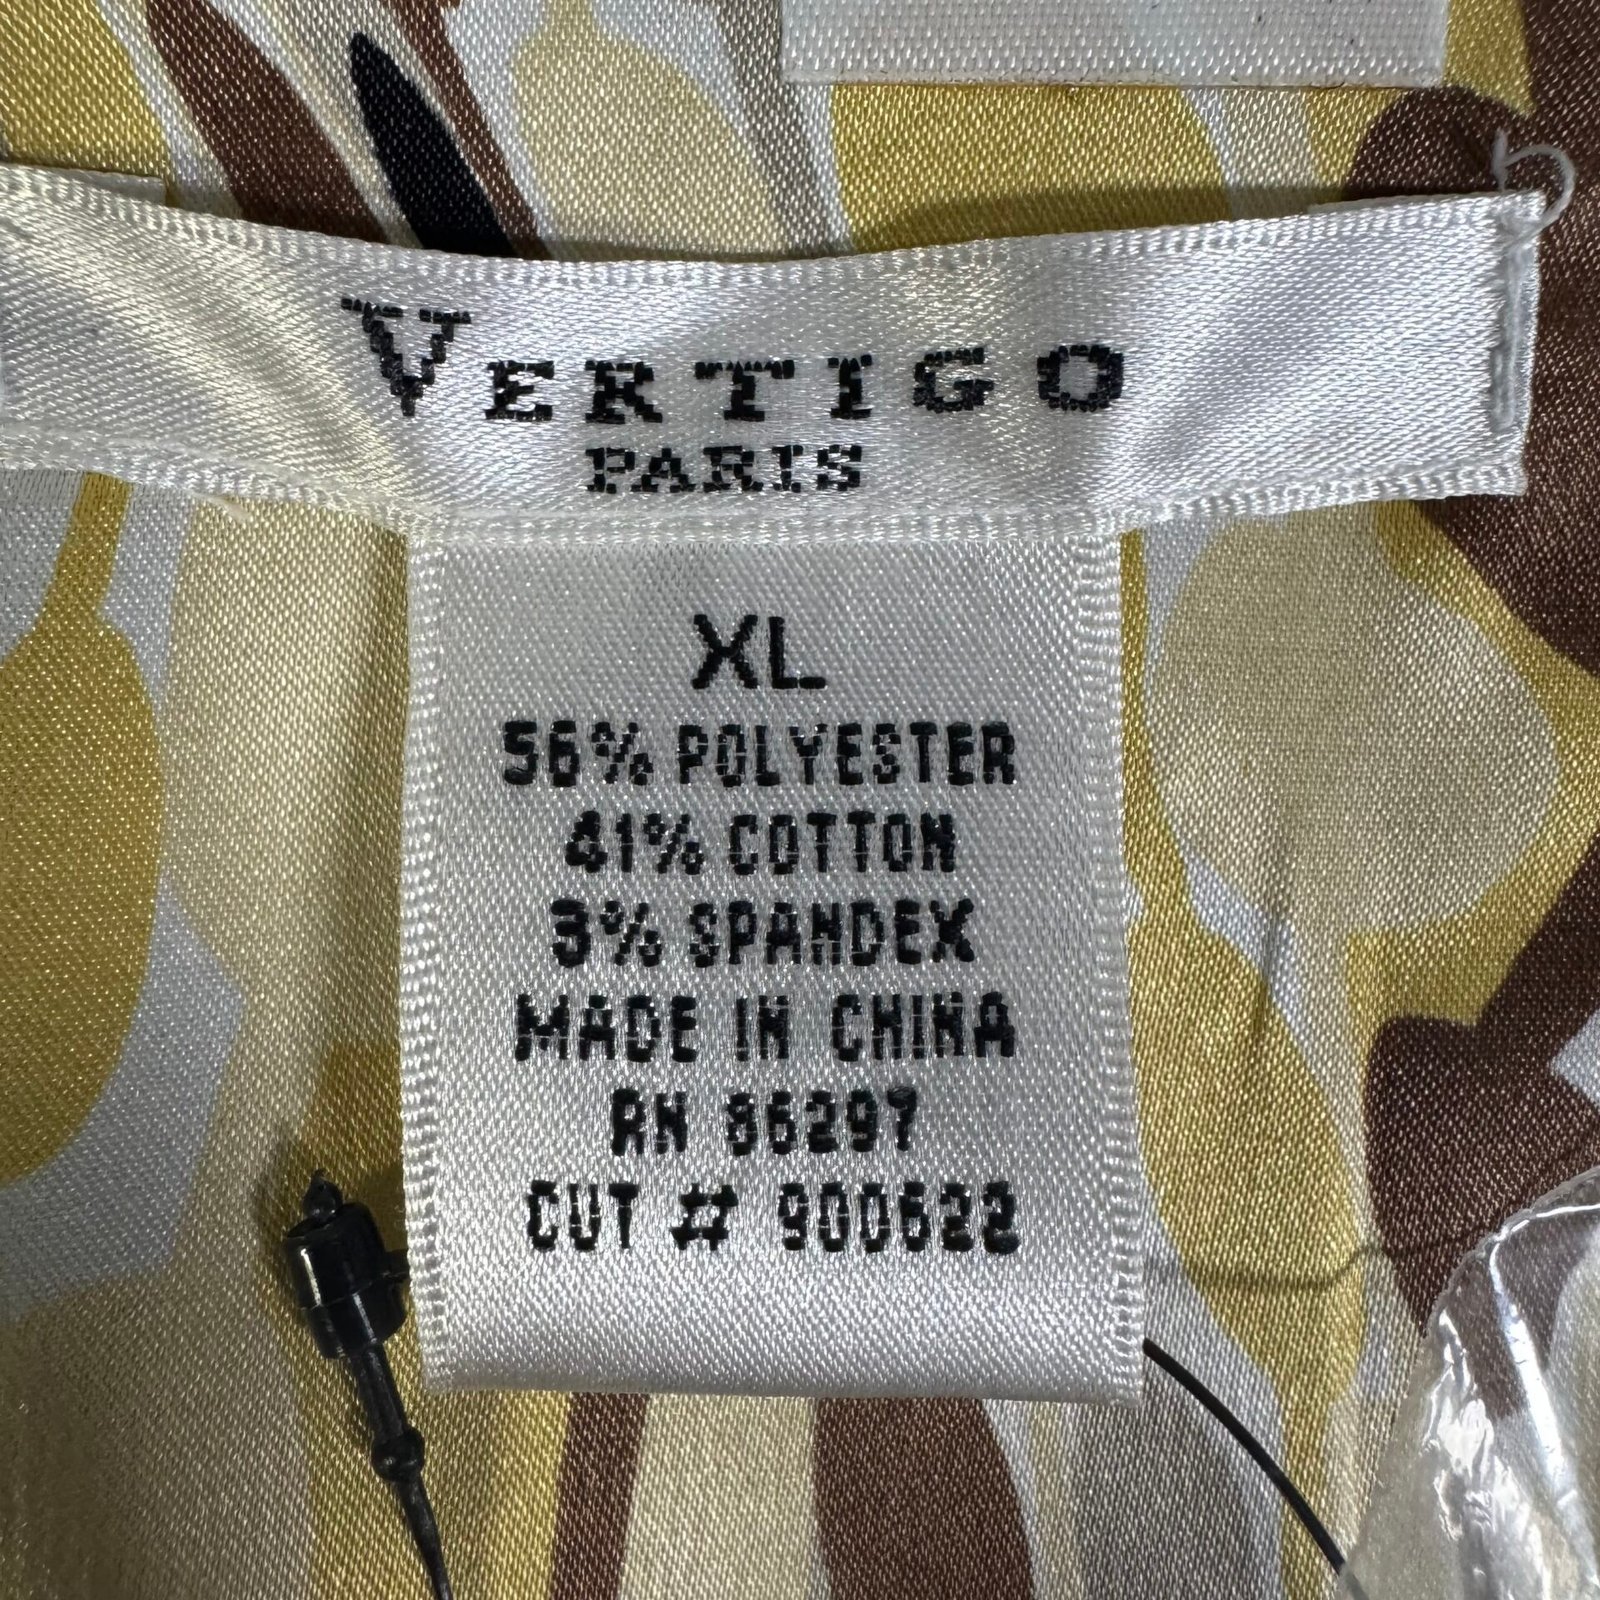 VERTIGO
PARIS
XL
56% POLYESTER
41% COTTON
3% SPANDEX
MADE IN CHINA
RN 86297
CUT # 900622